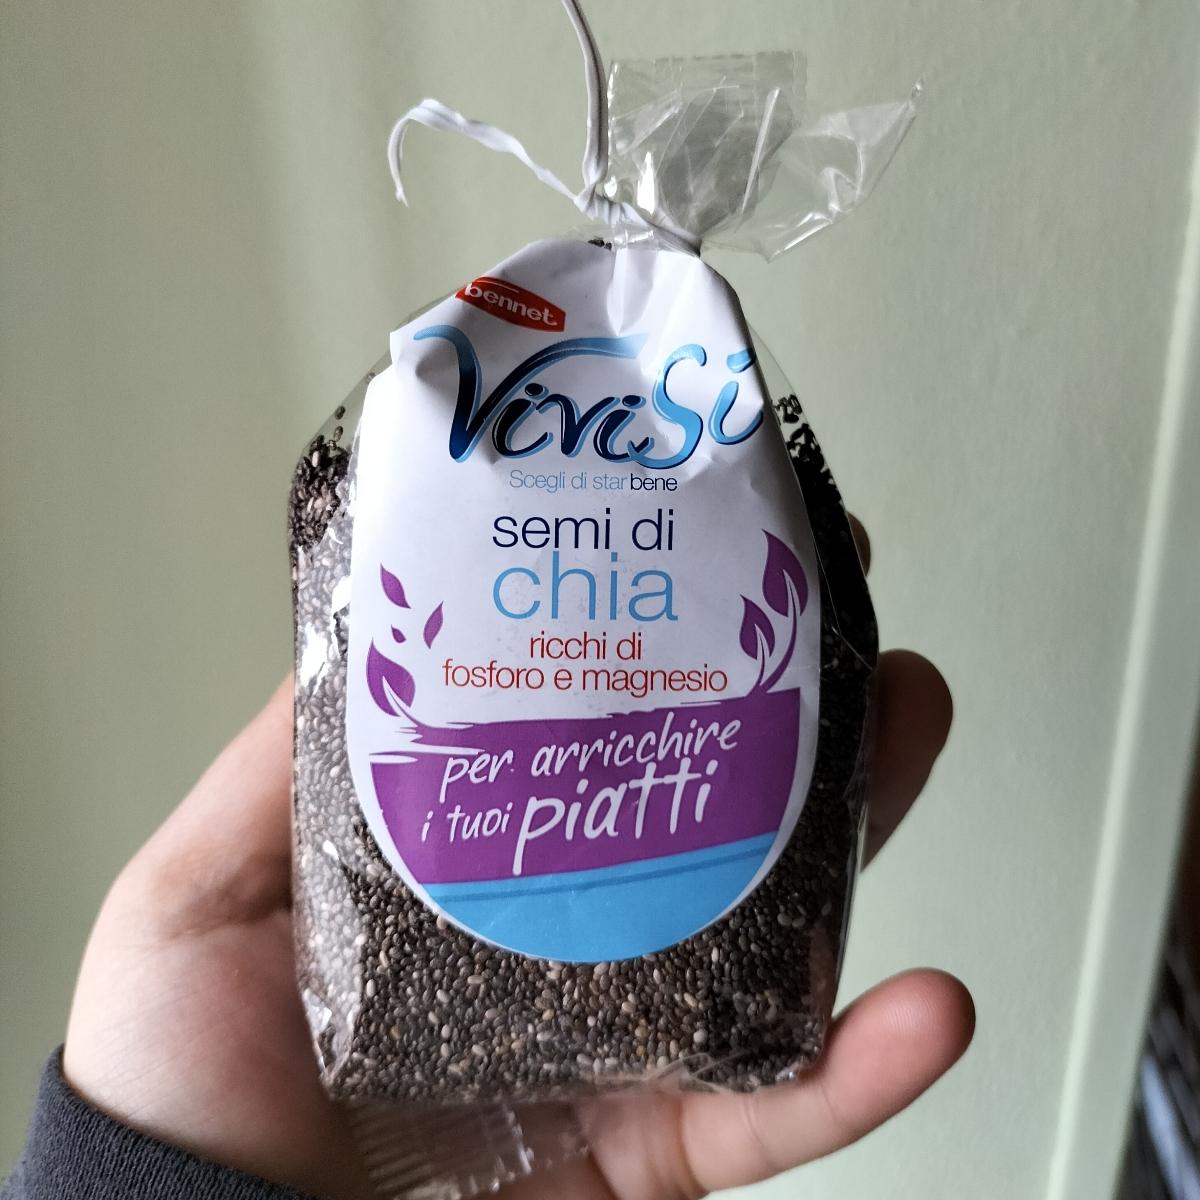 bennet
ViviSì
Scegli di star bene
semi di
chia
ricchi di
fosforo e magnesio
per arricchire
i tuoi piatti